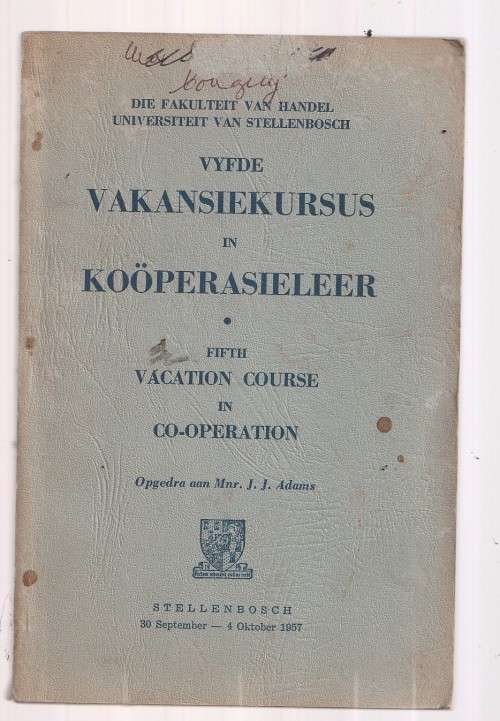 DIE FAKULTEIT VAN HANDEL
UNIVERSITEIT VAN STELLENBOSCH
VYFDE
VAKANSIEKURSUS
IN
KOÖPERASIELEER
•
FIFTH
VACATION COURSE
IN
CO-OPERATION
Opgedra aan Mnr. J. J. Adams
STELLENBOSCH
30 September — 4 Oktober 1957